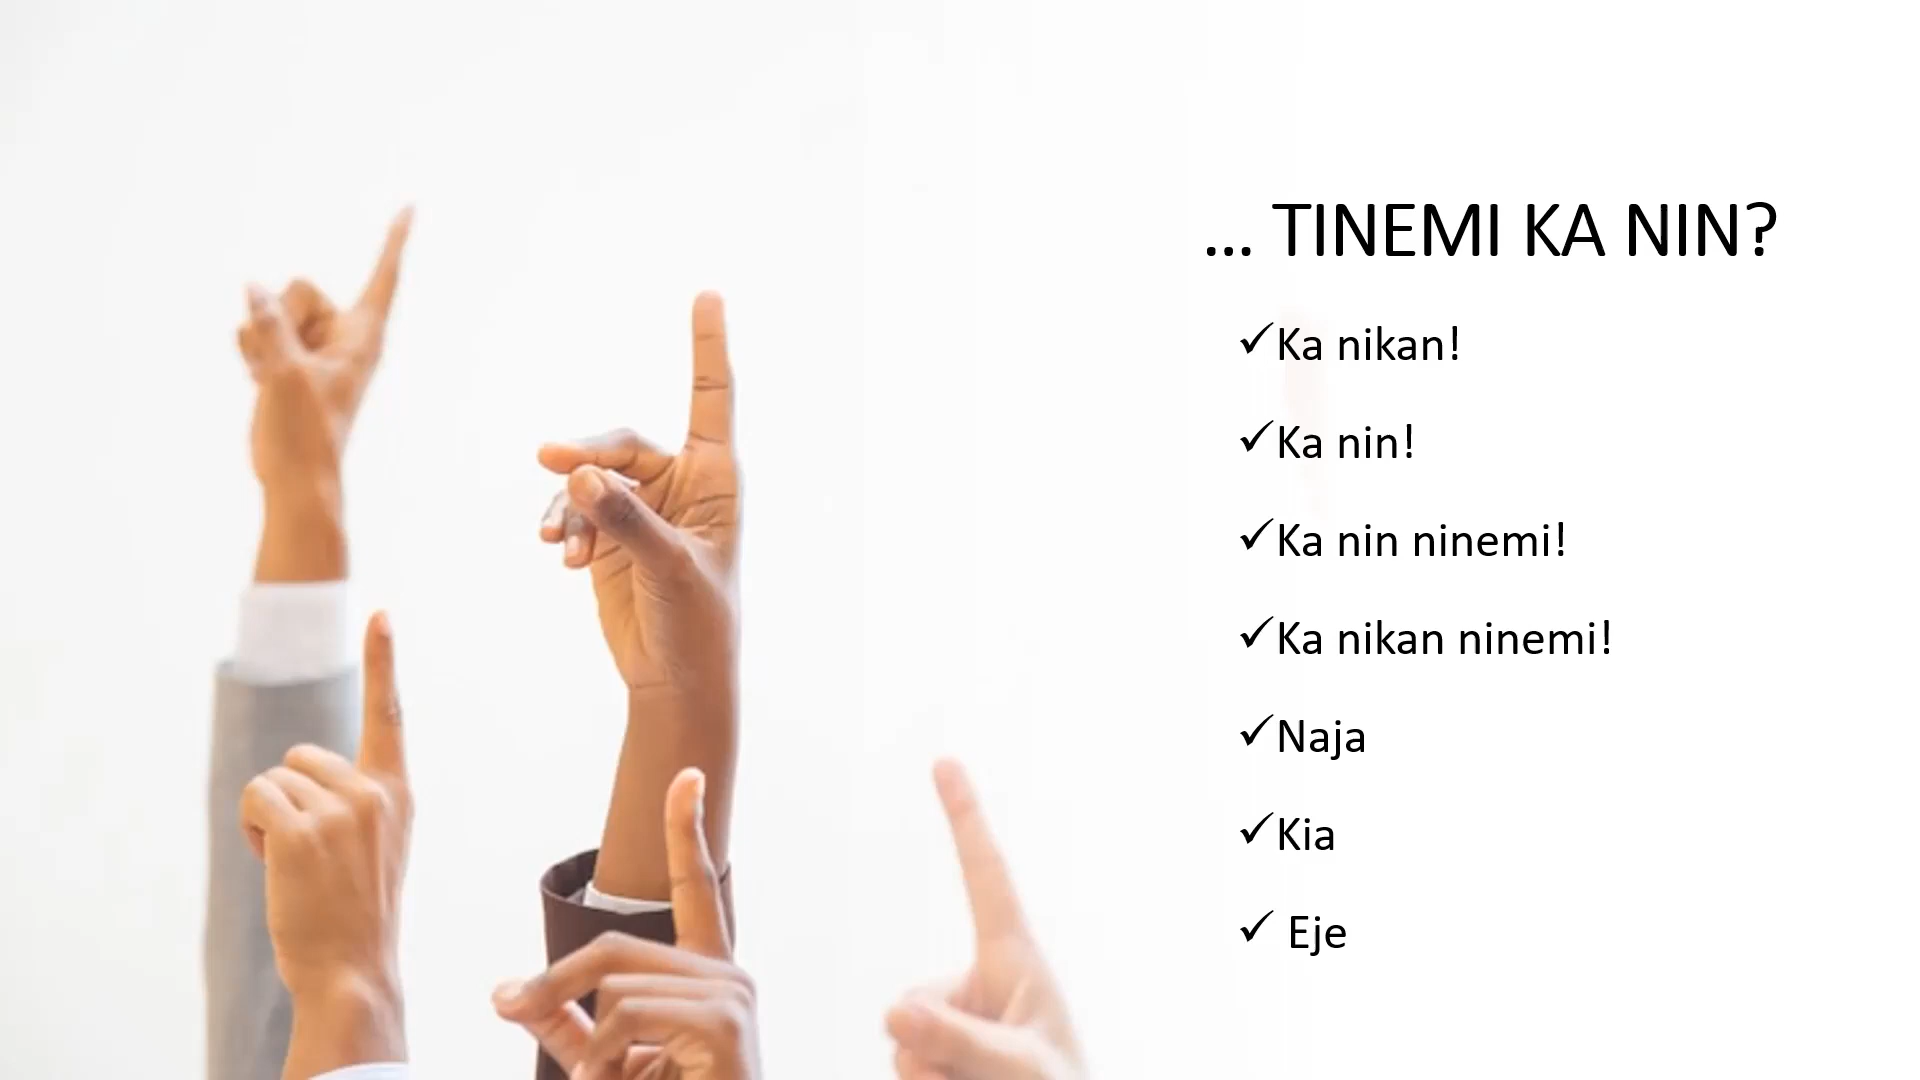 ... TINEMI KA NIN?
✓Ka nikan!
✓Ka nin!
✓Ka nin ninemi!
✓Ka nikan ninemi!
✓Naja
✓Kia
✓ Eje